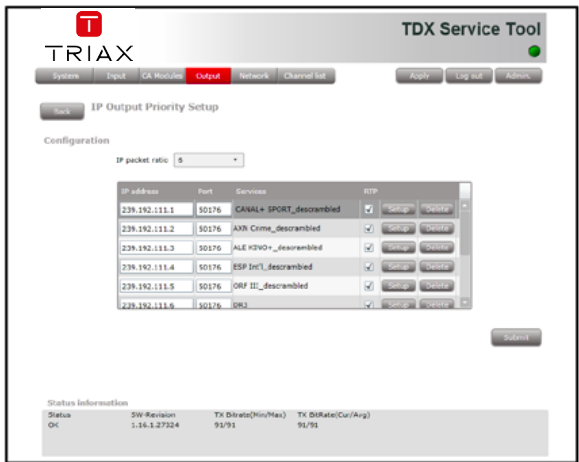 TRIAX
TDX Service Tool
System Input CA Modules Output Network Channel list Apply Log out Admin.
Back IP Output Priority Setup
Configuration
IP packet ratio 6
IP address Port Services RTP
239.192.111.1 50176 CANAL+ SPORT_descrambled Setup Delete
239.192.111.2 50176 AXN Crime_descrambled Setup Delete
239.192.111.3 50176 ALE KINO+_descrambled Setup Delete
239.192.111.4 50176 ESP Int'l_descrambled Setup Delete
239.192.111.5 50176 ORF III_descrambled Setup Delete
239.192.111.6 50176 DR3 Setup Delete
Submit
Status information
Status SW-Revision TX Bitrate(Min/Max) TX BitRate(Cur/Avg)
OK 1.16.1.27324 91/91 91/91